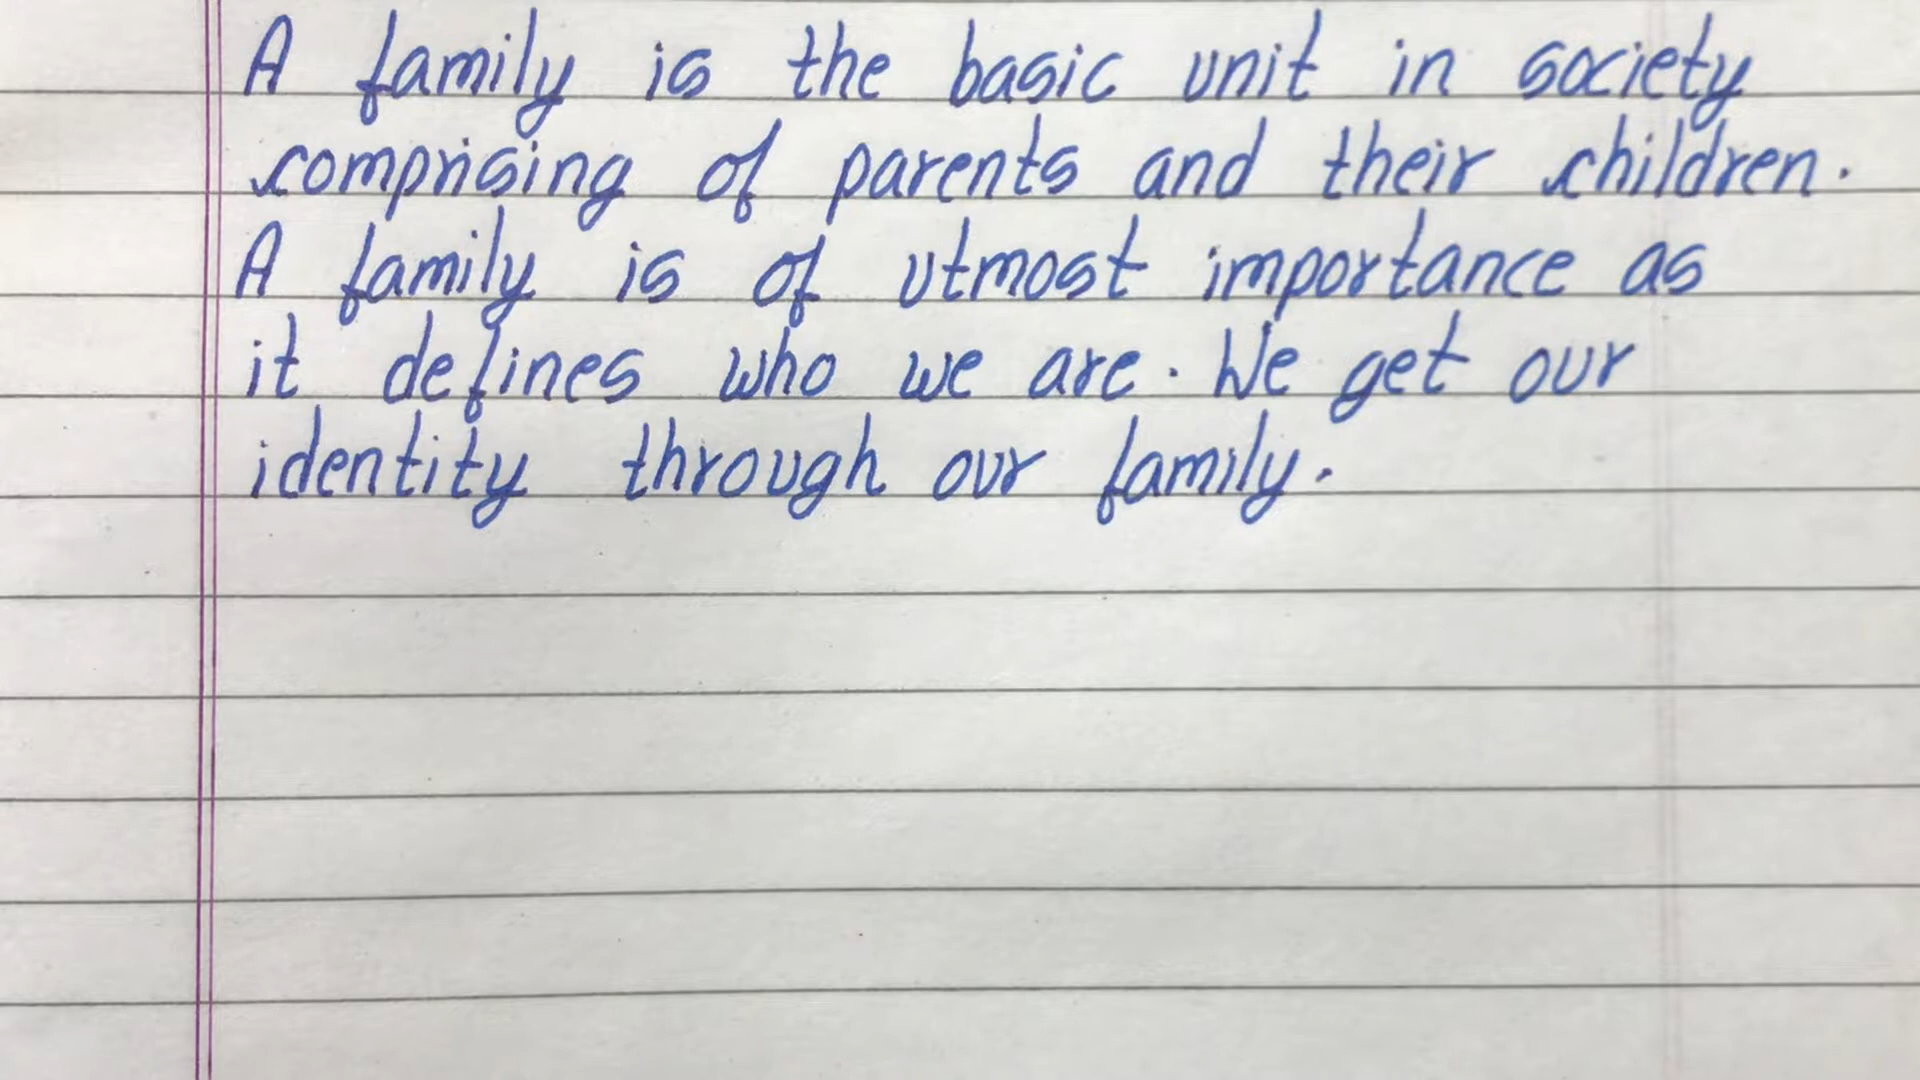 A family is the basic unit in society
comprising of parents and their children.
A family is of utmost importance as
it defines who we are. We get our
identity through our family.